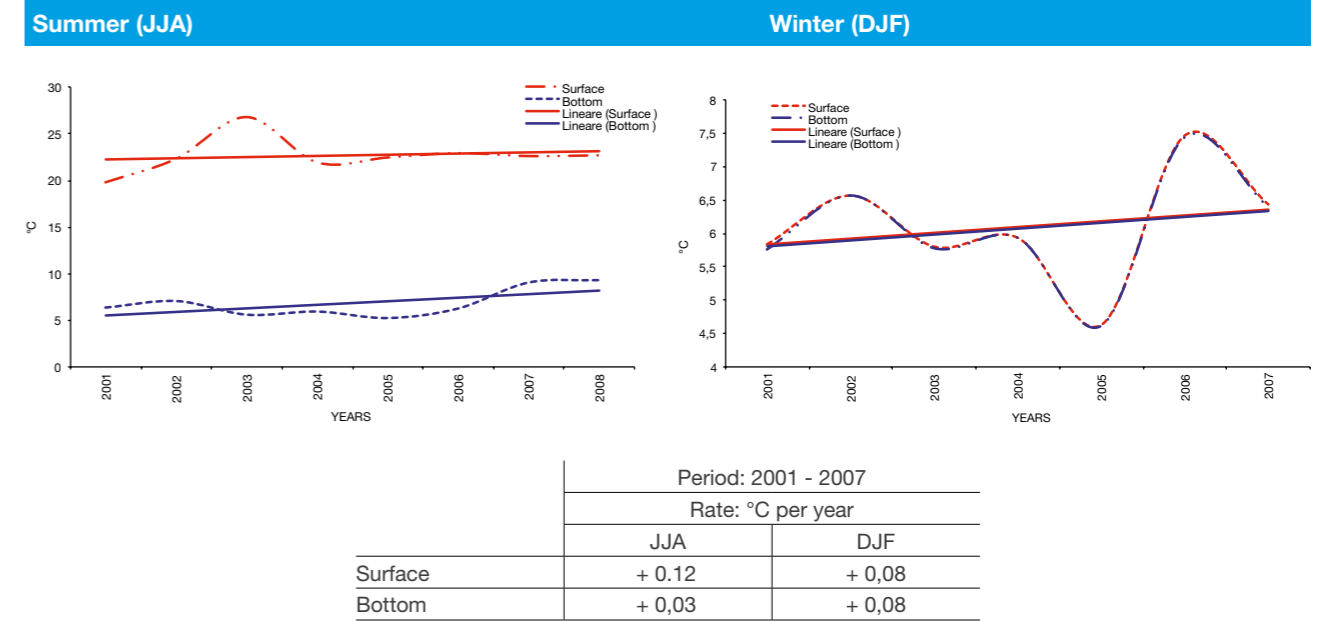 Summer (JJA)
Winter (DJF)
30
25
20
15
10
5
0
°C
2001
2002
2003
2004
2005
2006
2007
2008
YEARS
Surface
Bottom
Lineare (Surface )
Lineare (Bottom )
8
7,5
7
6,5
6
5,5
5
4,5
4
°C
2001
2002
2003
2004
2005
2006
2007
YEARS
Surface
Bottom
Lineare (Surface )
Lineare (Bottom )
Period: 2001 - 2007
Rate: °C per year
JJA DJF
Surface + 0.12 + 0,08
Bottom + 0,03 + 0,08